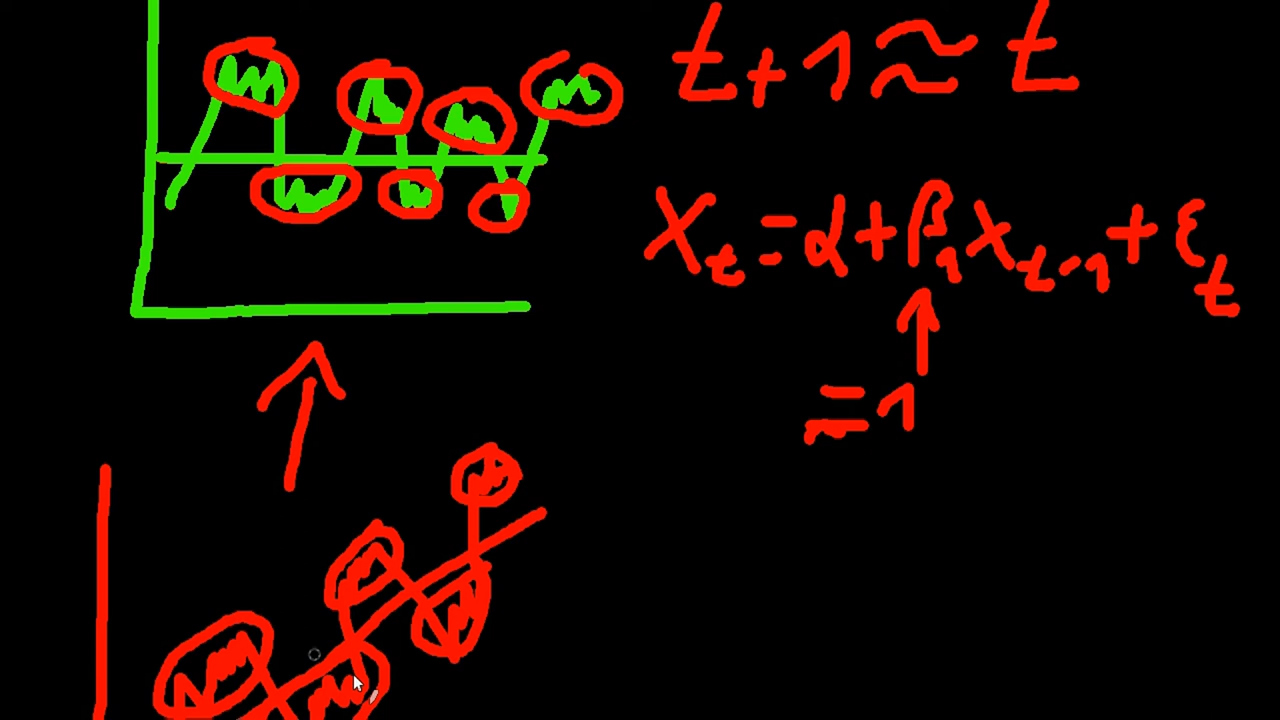 t+1 ≈ t
Xₜ = α + β₁Xₜ₋₁ + εₜ
= 1